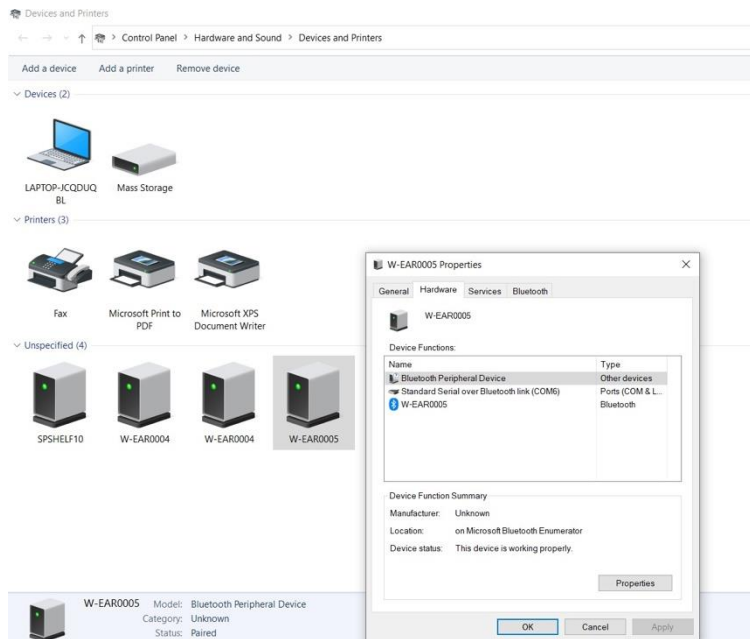 Devices and Printers
Control Panel > Hardware and Sound > Devices and Printers
Add a device Add a printer Remove device
Devices (2)
LAPTOP-JCQDUQ
BL
Mass Storage
Printers (3)
Fax
Microsoft Print to
PDF
Microsoft XPS
Document Writer
Unspecified (4)
SPSHELF10
W-EAR0004
W-EAR0004
W-EAR0005
W-EAR0005 Model: Bluetooth Peripheral Device
Category: Unknown
Status: Paired
W-EAR0005 Properties
General Hardware Services Bluetooth
W-EAR0005
Device Functions:
Name Type
Bluetooth Peripheral Device Other devices
Standard Serial over Bluetooth link (COM6) Ports (COM & L...
W-EAR0005 Bluetooth
Device Function Summary
Manufacturer: Unknown
Location: on Microsoft Bluetooth Enumerator
Device status: This device is working properly.
Properties
OK Cancel Apply